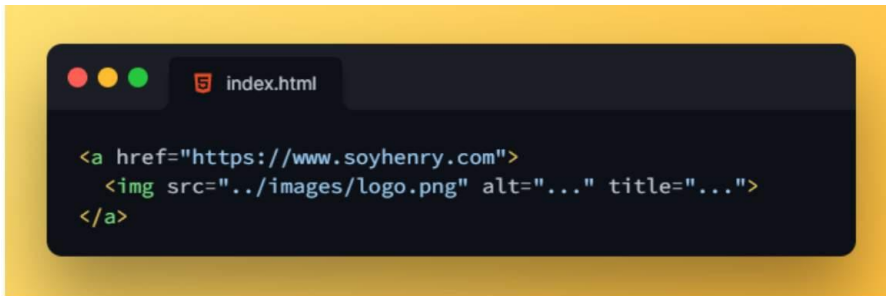 index.html
<a href="https://www.soyhenry.com">
<img src="../images/logo.png" alt="..." title="...">
</a>